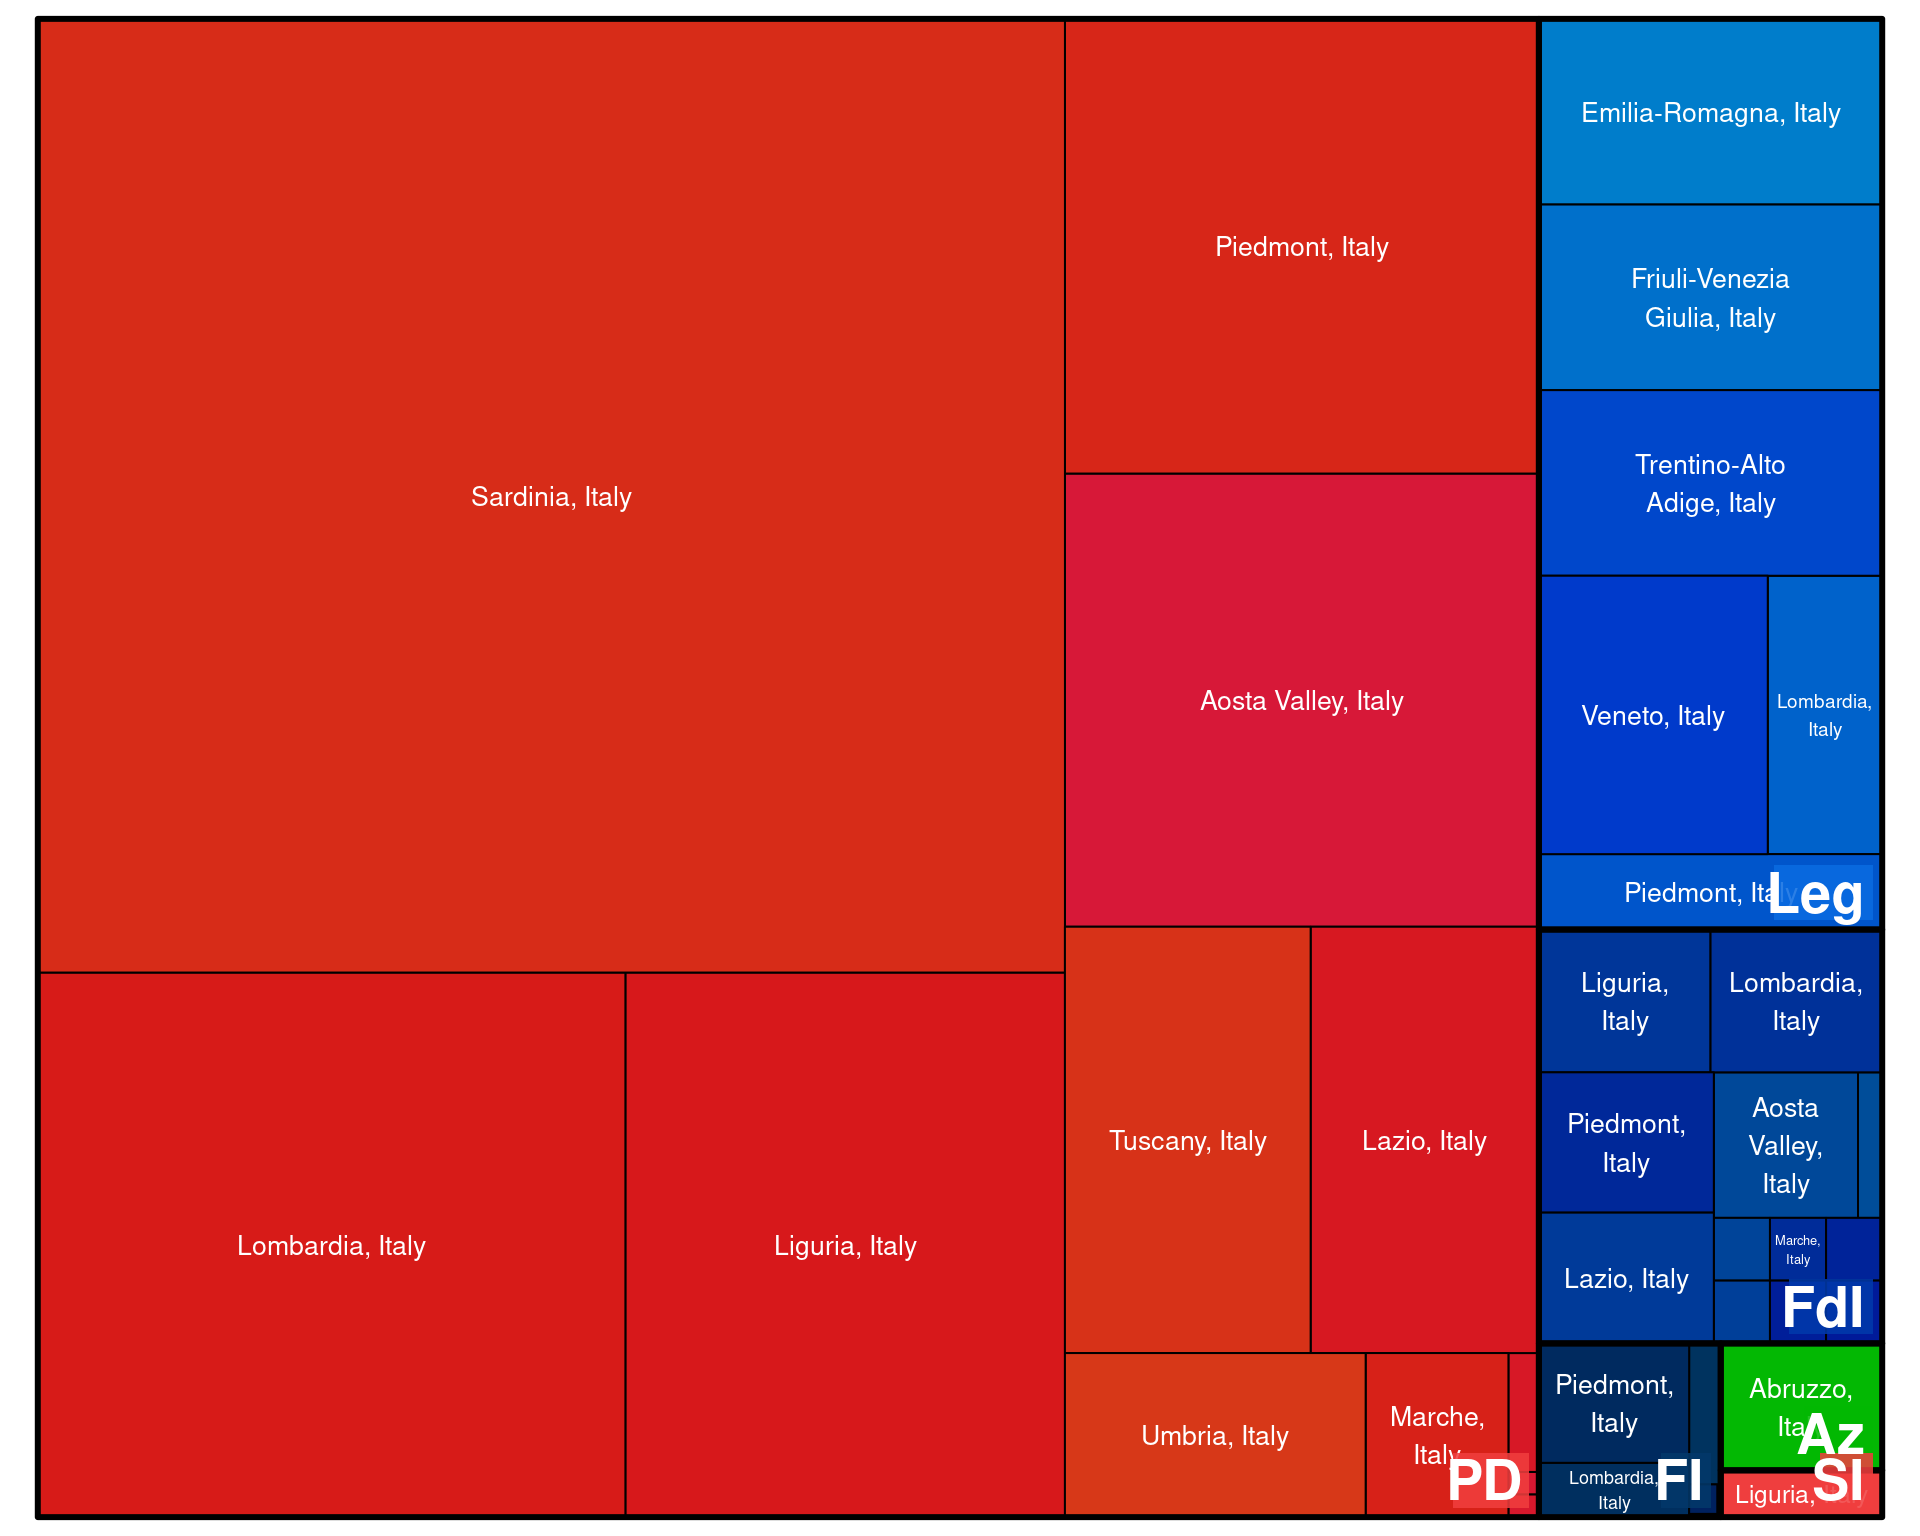 Sardinia, Italy
Lombardia, Italy
Liguria, Italy
Piedmont, Italy
Aosta Valley, Italy
Tuscany, Italy
Lazio, Italy
Umbria, Italy
Marche,
Italy
PD
Emilia-Romagna, Italy
Friuli-Venezia
Giulia, Italy
Trentino-Alto
Adige, Italy
Veneto, Italy
Lombardia,
Italy
Piedmont, Italy
Leg
Liguria,
Italy
Lombardia,
Italy
Piedmont,
Italy
Aosta
Valley,
Italy
Lazio, Italy
Marche,
Italy
FdI
Piedmont,
Italy
Lombardia,
Italy
FI
Abruzzo,
Italy
Az
Liguria, Italy
SI